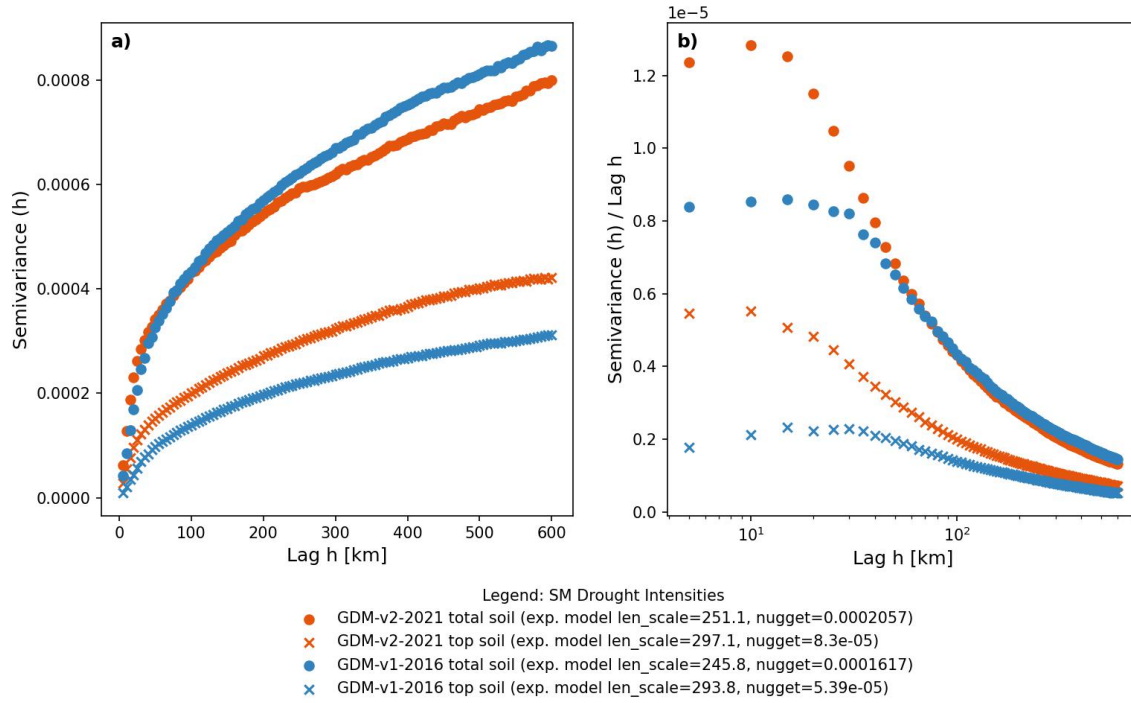 a)
Semivariance (h)
0.0008
0.0006
0.0004
0.0002
0.0000
0 100 200 300 400 500 600
Lag h [km]
1e−5
b)
Semivariance (h) / Lag h
1.2
1.0
0.8
0.6
0.4
0.2
0.0
10¹ 10²
Lag h [km]
Legend: SM Drought Intensities
GDM-v2-2021 total soil (exp. model len_scale=251.1, nugget=0.0002057)
GDM-v2-2021 top soil (exp. model len_scale=297.1, nugget=8.3e-05)
GDM-v1-2016 total soil (exp. model len_scale=245.8, nugget=0.0001617)
GDM-v1-2016 top soil (exp. model len_scale=293.8, nugget=5.39e-05)